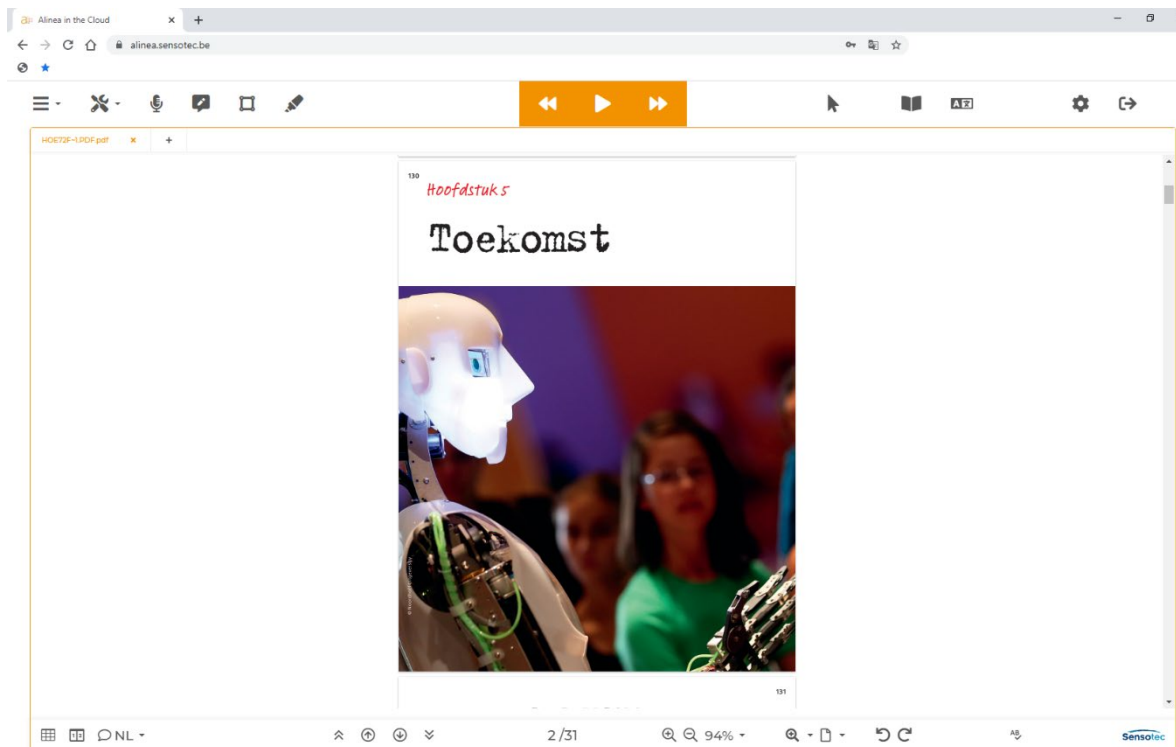 Alinea in the Cloud
alinea.sensotec.be
HOE72F~1.PDF.pdf
130
Hoofdstuk 5
Toekomst
131
NL
2 /31
94%
Sensotec